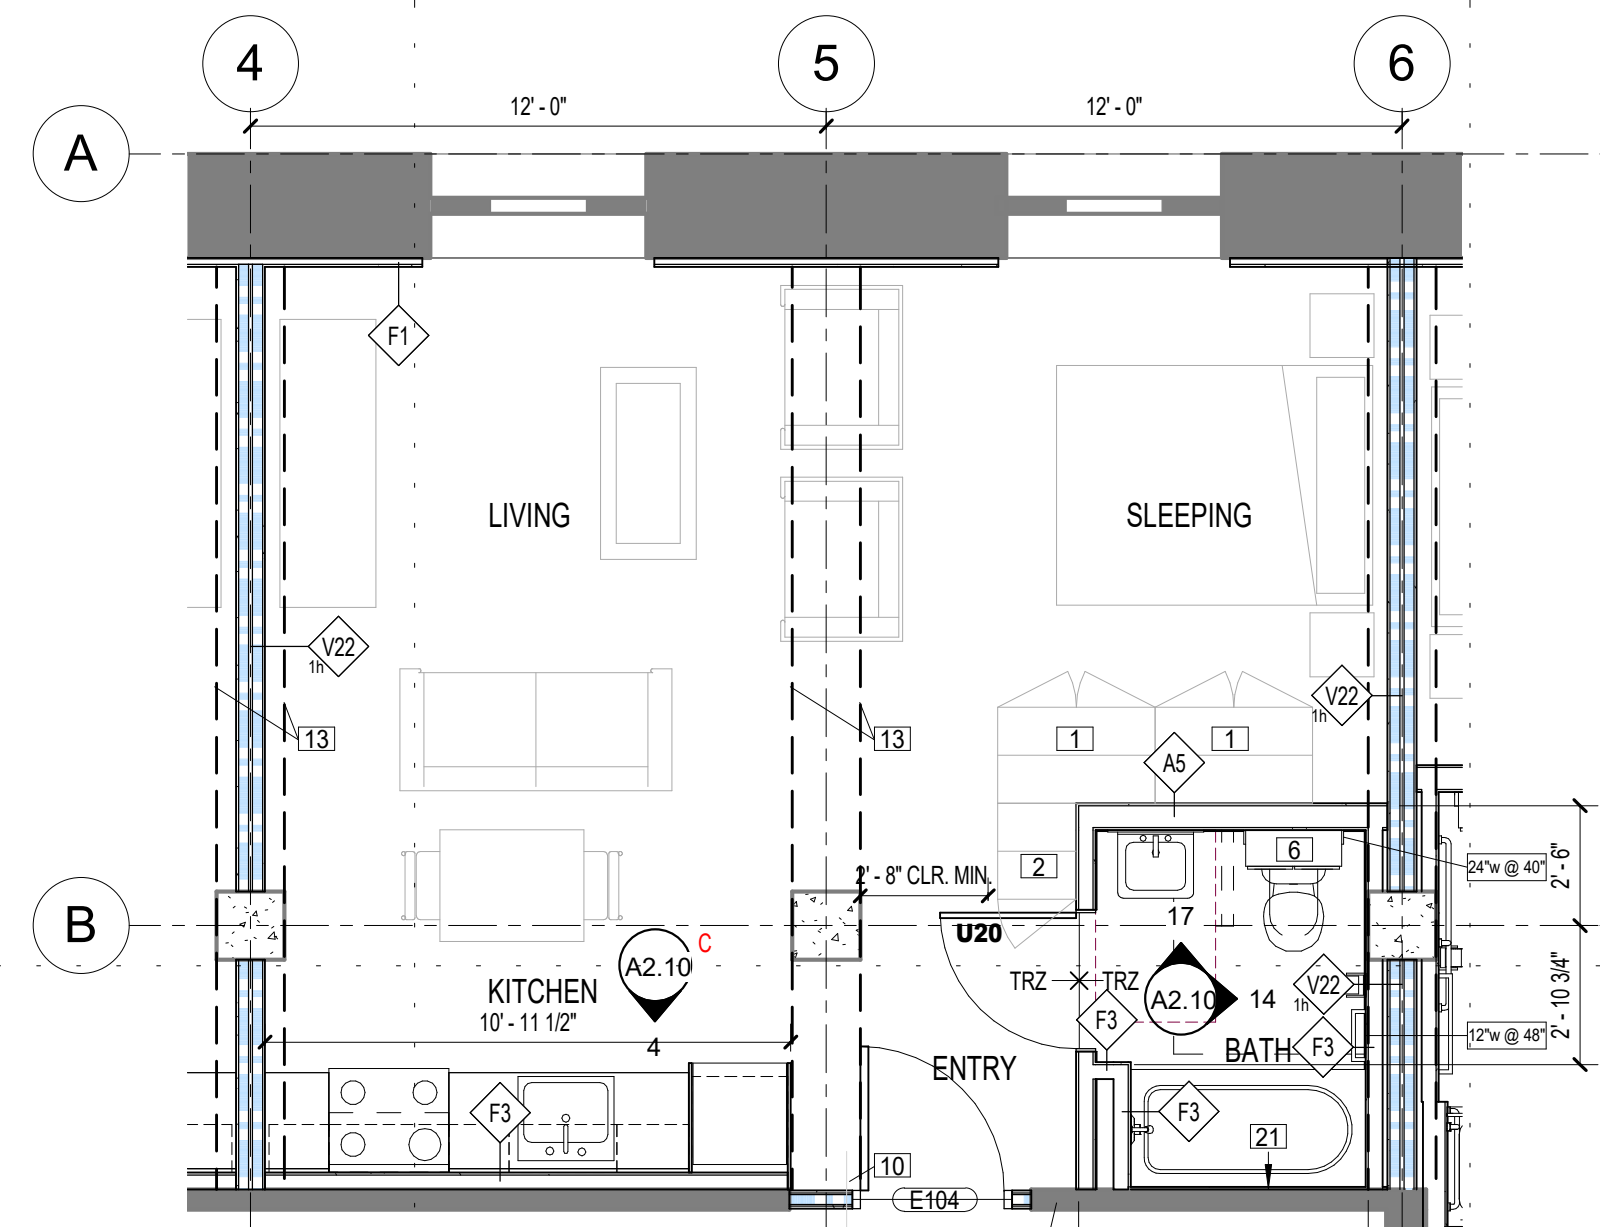 4
5
6
12' - 0"
12' - 0"
A
F1
LIVING
SLEEPING
V22
1h
V22
1h
13
13
1
1
A5
6
24"w @ 40"
2' - 6"
2
2' - 8" CLR. MIN.
B
17
U20
C
A2.10
KITCHEN
10' - 11 1/2"
4
TRZ
TRZ
A2.10
14
V22
1h
F3
BATH
F3
12"w @ 48"
2' - 10 3/4"
ENTRY
F3
F3
21
10
E104